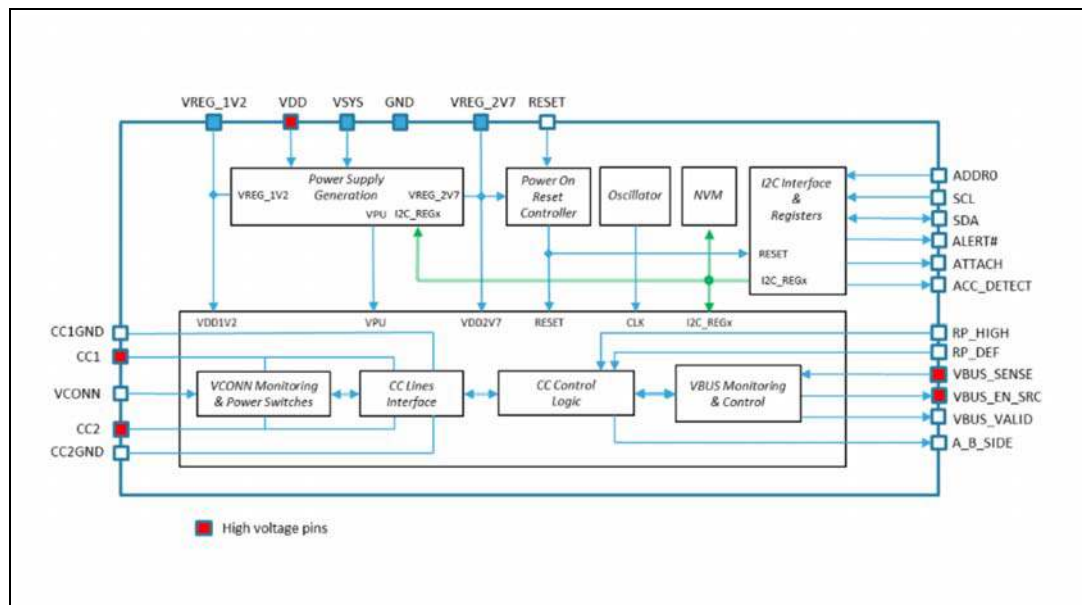 VREG_1V2
VDD
VSYS
GND
VREG_2V7
RESET
Power Supply
Generation
VREG_1V2
VREG_2V7
VPU
I2C_REGx
Power On
Reset
Controller
Oscillator
NVM
I2C Interface
&
Registers
RESET
I2C_REGx
ADDR0
SCL
SDA
ALERT#
ATTACH
ACC_DETECT
VDD1V2
VPU
VDD2V7
RESET
CLK
I2C_REGx
CC1GND
CC1
VCONN
CC2
CC2GND
VCONN Monitoring
& Power Switches
CC Lines
Interface
CC Control
Logic
VBUS Monitoring
& Control
RP_HIGH
RP_DEF
VBUS_SENSE
VBUS_EN_SRC
VBUS_VALID
A_B_SIDE
High voltage pins